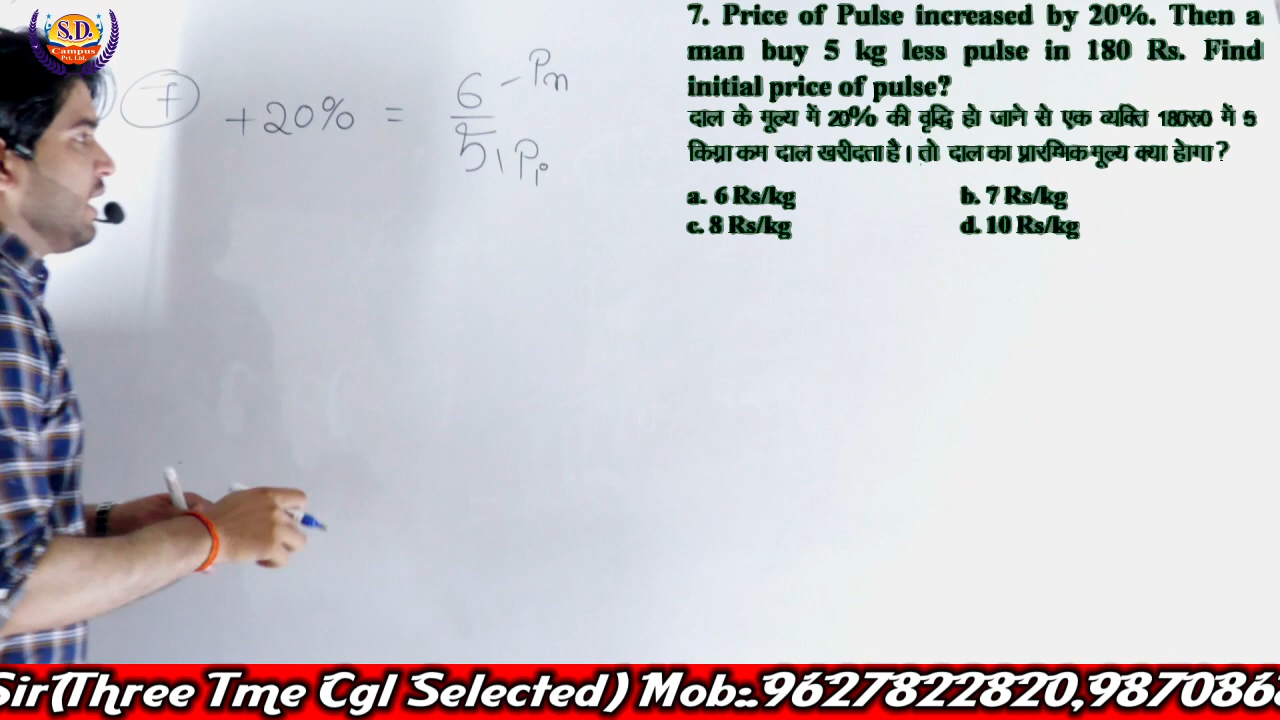 S.D.
Campus
Pvt. Ltd.
7. Price of Pulse increased by 20%. Then a
man buy 5 kg less pulse in 180 Rs. Find
initial price of pulse?
दाल के मूल्य में 20% की वृद्धि हो जाने से एक व्यक्ति 180रु0 में 5
किग्रा कम दाल खरीदता है। तो दाल का प्रारम्भिक मूल्य क्या होगा?
a. 6 Rs/kg b. 7 Rs/kg
c. 8 Rs/kg d. 10 Rs/kg
7 +20% = 6 - Pn
5
Sir(Three Tme Cgl Selected) Mob:.9627822820,987086